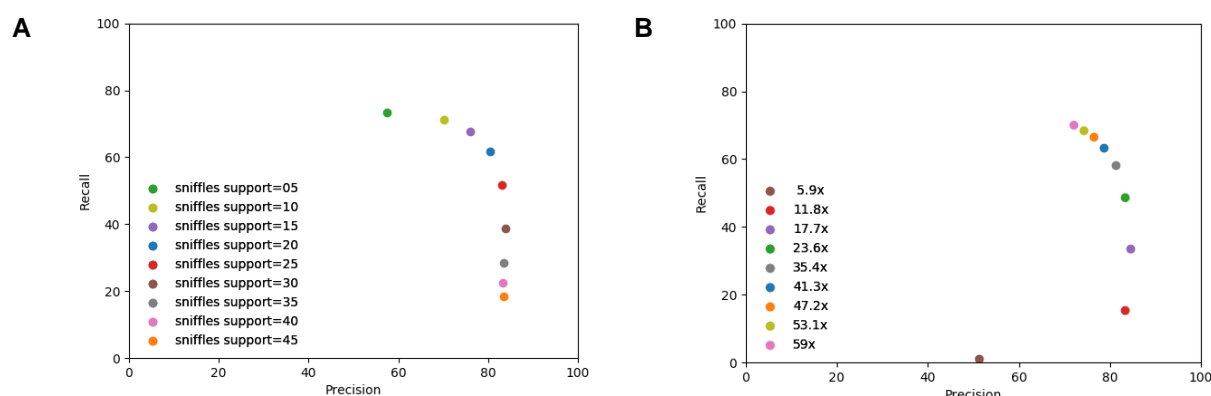 A
100
80
60
40
20
0
Recall
sniffles support=05
sniffles support=10
sniffles support=15
sniffles support=20
sniffles support=25
sniffles support=30
sniffles support=35
sniffles support=40
sniffles support=45
0 20 40 60 80 100
Precision
B
100
80
60
40
20
0
Recall
5.9x
11.8x
17.7x
23.6x
35.4x
41.3x
47.2x
53.1x
59x
0 20 40 60 80 100
Precision